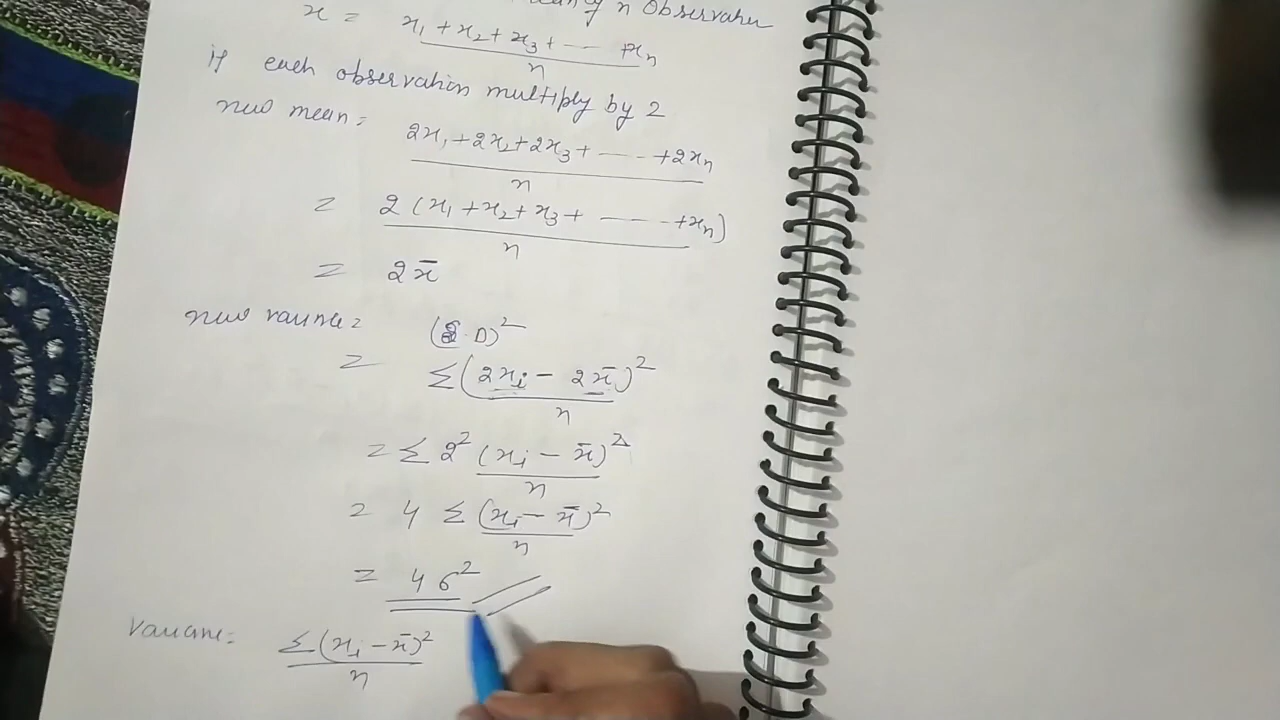 n Observation
x = x₁ + x₂ + x₃ + ---- + xₙ / n
if each observation multiply by 2
new mean = 2x₁ + 2x₂ + 2x₃ + ---- + 2xₙ / n
= 2 (x₁ + x₂ + x₃ + ---- + xₙ) / n
= 2x̄
new variance = (S.D)²
= Σ(2xᵢ - 2x̄)² / n
= Σ 2² (xᵢ - x̄)² / n
= 4 Σ (xᵢ - x̄)² / n
= 4σ²
Variance = Σ(xᵢ - x̄)² / n